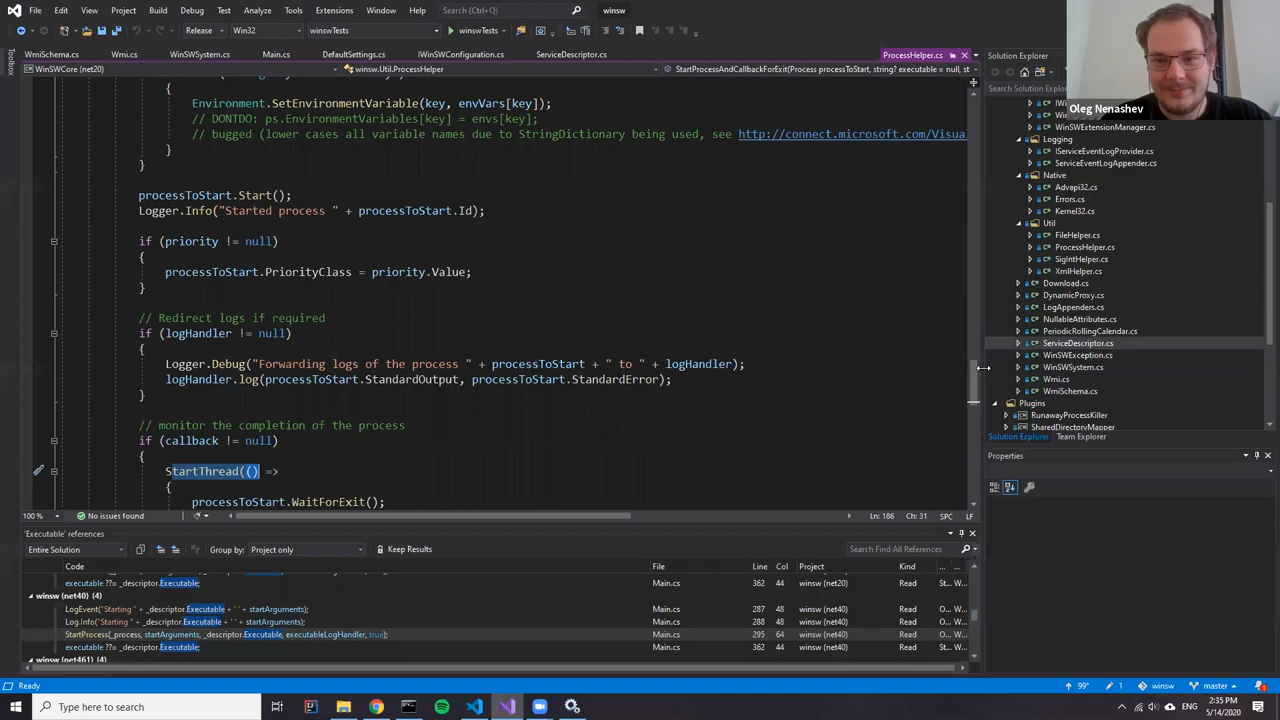 File Edit View Project Build Debug Test Analyze Tools Extensions Window Help Search (Ctrl+Q) winsw
Release Win32 winswTests winswTests
WmiSchema.cs Wmi.cs WinSWSystem.cs Main.cs DefaultSettings.cs IWinSWConfiguration.cs ServiceDescriptor.cs ProcessHelper.cs
WinSWCore (net20) winsw.Util.ProcessHelper StartProcessAndCallbackForExit(Process processToStart, string? executable = null, st
Toolbox
{
Environment.SetEnvironmentVariable(key, envVars[key]);
// DONTDO: ps.EnvironmentVariables[key] = envs[key];
// bugged (lower cases all variable names due to StringDictionary being used, see http://connect.microsoft.com/Visua
}
}
processToStart.Start();
Logger.Info("Started process " + processToStart.Id);
if (priority != null)
{
processToStart.PriorityClass = priority.Value;
}
// Redirect logs if required
if (logHandler != null)
{
Logger.Debug("Forwarding logs of the process " + processToStart + " to " + logHandler);
logHandler.log(processToStart.StandardOutput, processToStart.StandardError);
}
// monitor the completion of the process
if (callback != null)
{
StartThread(() =>
{
processToStart.WaitForExit();
100 % No issues found Ln: 186 Ch: 31 SPC LF
'Executable' references
Entire Solution Group by: Project only Keep Results Search Find All References
Code File Line Col Project Kind
executable ??= _descriptor.Executable; Main.cs 362 44 winsw (net20) Read St... W...
winsw (net40) (4)
LogEvent("Starting " + _descriptor.Executable + ' ' + startArguments); Main.cs 287 48 winsw (net40) Read O... W...
Log.Info("Starting " + _descriptor.Executable + ' ' + startArguments); Main.cs 288 48 winsw (net40) Read O... W...
StartProcess(_process, startArguments, _descriptor.Executable, executableLogHandler, true); Main.cs 295 64 winsw (net40) Read O... W...
executable ??= _descriptor.Executable; Main.cs 362 44 winsw (net40) Read St... W...
winsw (net461) (4)
Solution Explorer
Search Solution Explorer
Oleg Nenashev
WinSWExtensionManager.cs
Logging
IServiceEventLogProvider.cs
ServiceEventLogAppender.cs
Native
Advapi32.cs
Errors.cs
Kernel32.cs
Util
FileHelper.cs
ProcessHelper.cs
SigIntHelper.cs
XmlHelper.cs
Download.cs
DynamicProxy.cs
LogAppenders.cs
NullableAttributes.cs
PeriodicRollingCalendar.cs
ServiceDescriptor.cs
WinSWException.cs
WinSWSystem.cs
Wmi.cs
WmiSchema.cs
Plugins
RunawayProcessKiller
SharedDirectoryMapper
Solution Explorer Team Explorer
Properties
Ready 99+ 1 winsw master 1
Type here to search ENG 2:35 PM
5/14/2020